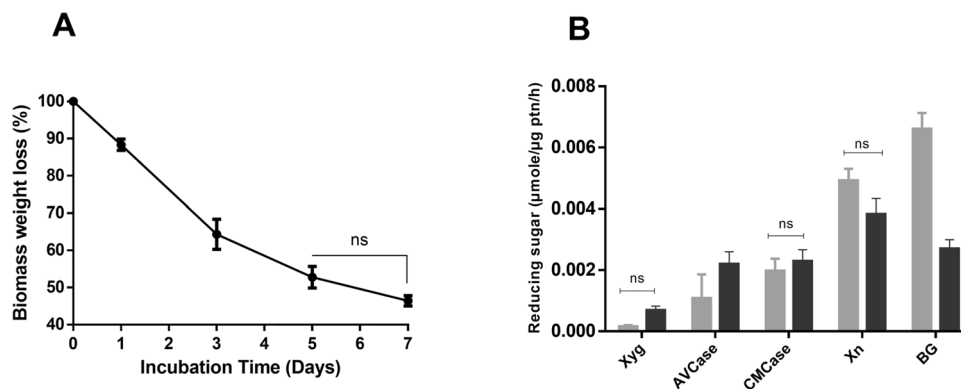 A
Biomass weight loss (%)
100
90
80
70
60
50
40
ns
0 1 2 3 4 5 6 7
Incubation Time (Days)
B
Reducing sugar (μmole/μg ptn/h)
0.008
0.006
0.004
0.002
0.000
ns
ns
ns
Xyg
AVCase
CMCase
Xn
BG